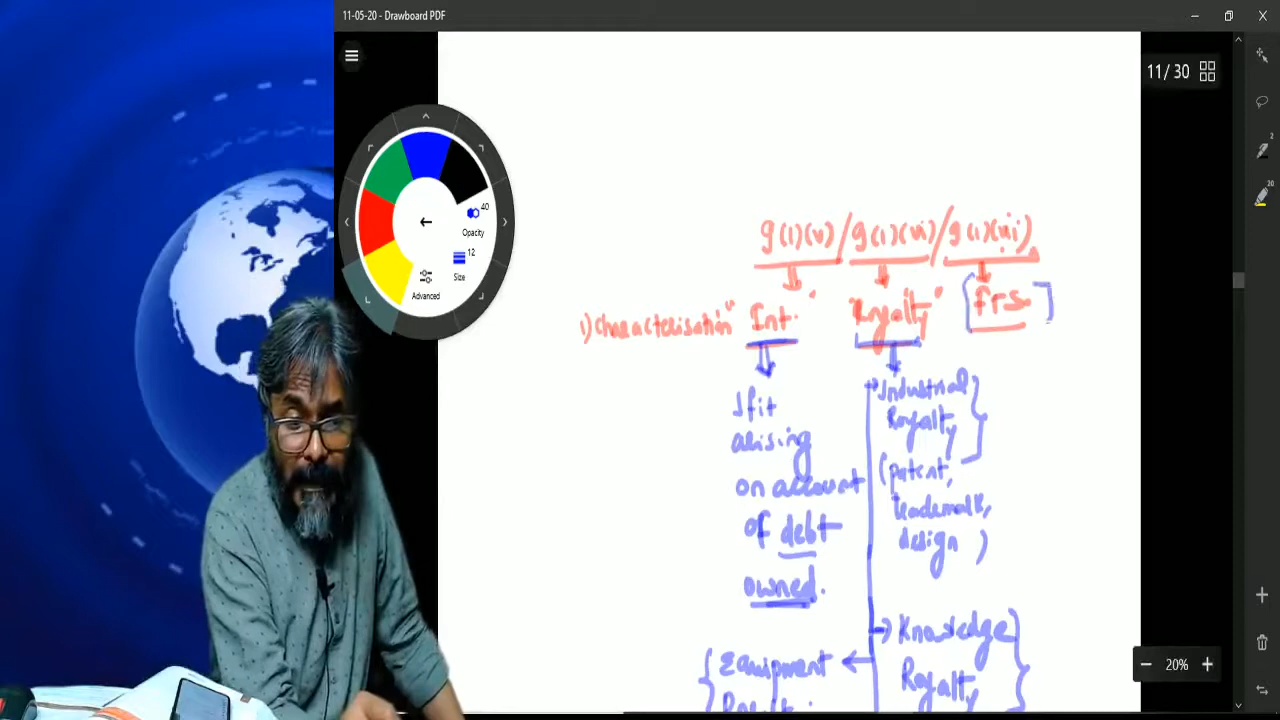 11-05-20 - Drawboard PDF
11/ 30
40
Opacity
12
Size
Advanced
9(1)(v) / 9(1)(vi) / 9(1)(vii)
1) Characterisation "Int" "Royalty" [ FTS ]
If it
arising
on account
of debt
owned.
Industrial
Royalty
(patent,
trademark,
design)
Knowledge
Royalty
Equipment
2
20
20%